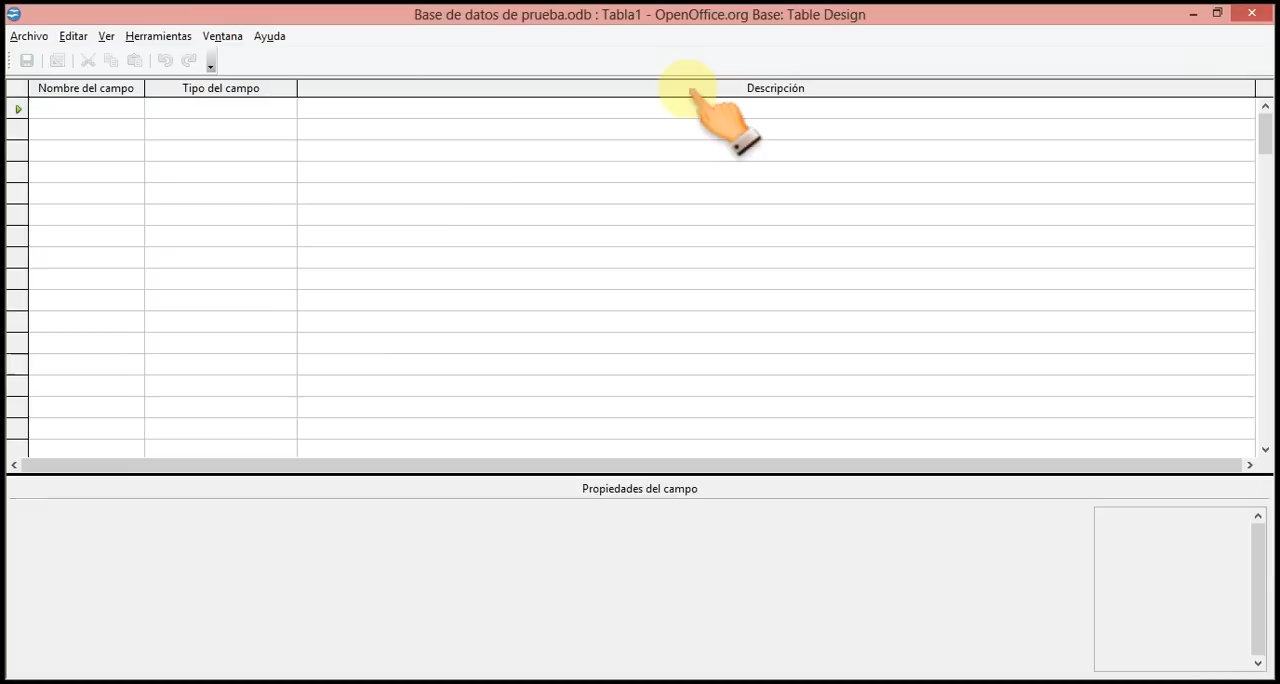 Base de datos de prueba.odb : Tabla1 - OpenOffice.org Base: Table Design
Archivo Editar Ver Herramientas Ventana Ayuda
Nombre del campo Tipo del campo Descripción
Propiedades del campo